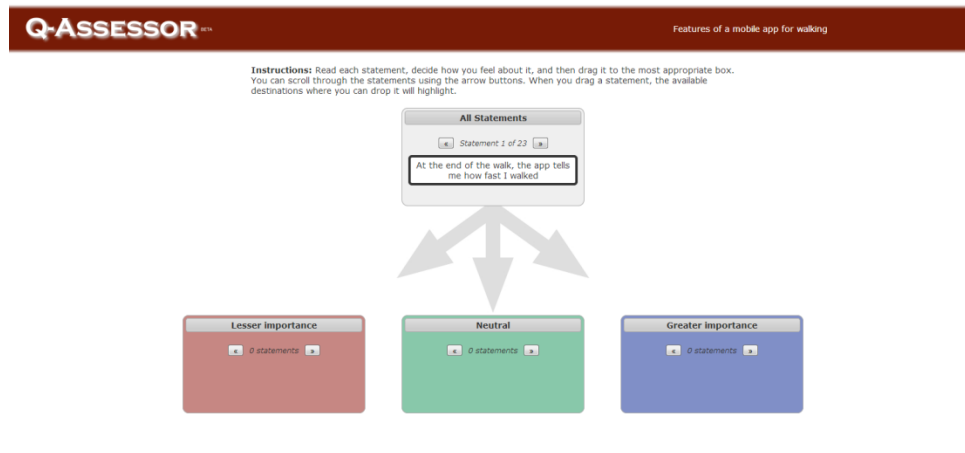 Q-ASSESSOR BETA
Features of a mobile app for walking
Instructions: Read each statement, decide how you feel about it, and then drag it to the most appropriate box.
You can scroll through the statements using the arrow buttons. When you drag a statement, the available
destinations where you can drop it will highlight.
All Statements
« Statement 1 of 23 »
At the end of the walk, the app tells
me how fast I walked
Lesser importance
« 0 statements »
Neutral
« 0 statements »
Greater importance
« 0 statements »